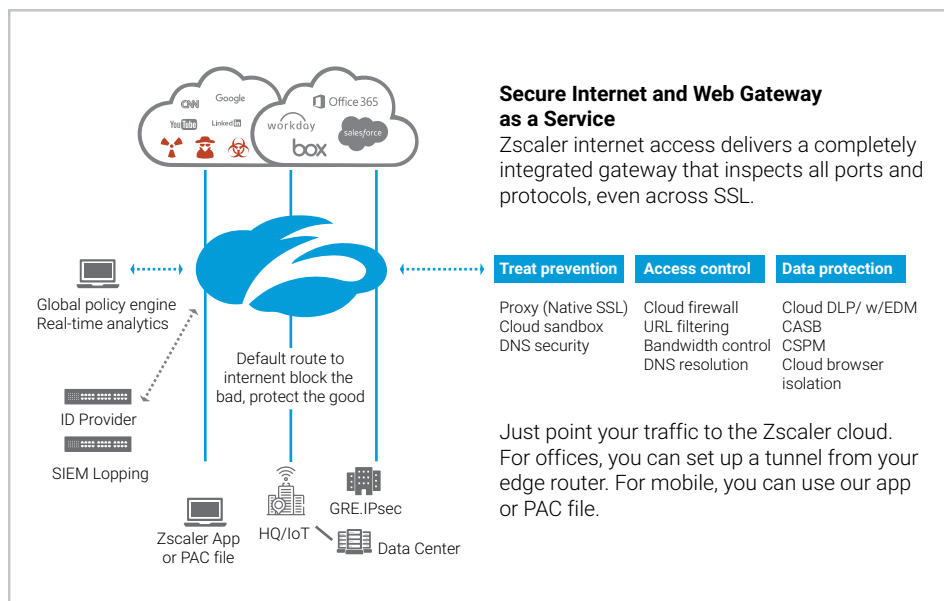 CNN
Google
YouTube
LinkedIn
Office 365
workday
salesforce
box
Secure Internet and Web Gateway
as a Service
Zscaler internet access delivers a completely
integrated gateway that inspects all ports and
protocols, even across SSL.
Global policy engine
Real-time analytics
Treat prevention
Proxy (Native SSL)
Cloud sandbox
DNS security
Access control
Cloud firewall
URL filtering
Bandwidth control
DNS resolution
Data protection
Cloud DLP/ w/EDM
CASB
CSPM
Cloud browser
isolation
Default route to
internent block the
bad, protect the good
ID Provider
SIEM Lopping
Just point your traffic to the Zscaler cloud.
For offices, you can set up a tunnel from your
edge router. For mobile, you can use our app
or PAC file.
Zscaler App
or PAC file
HQ/IoT
GRE.IPsec
Data Center